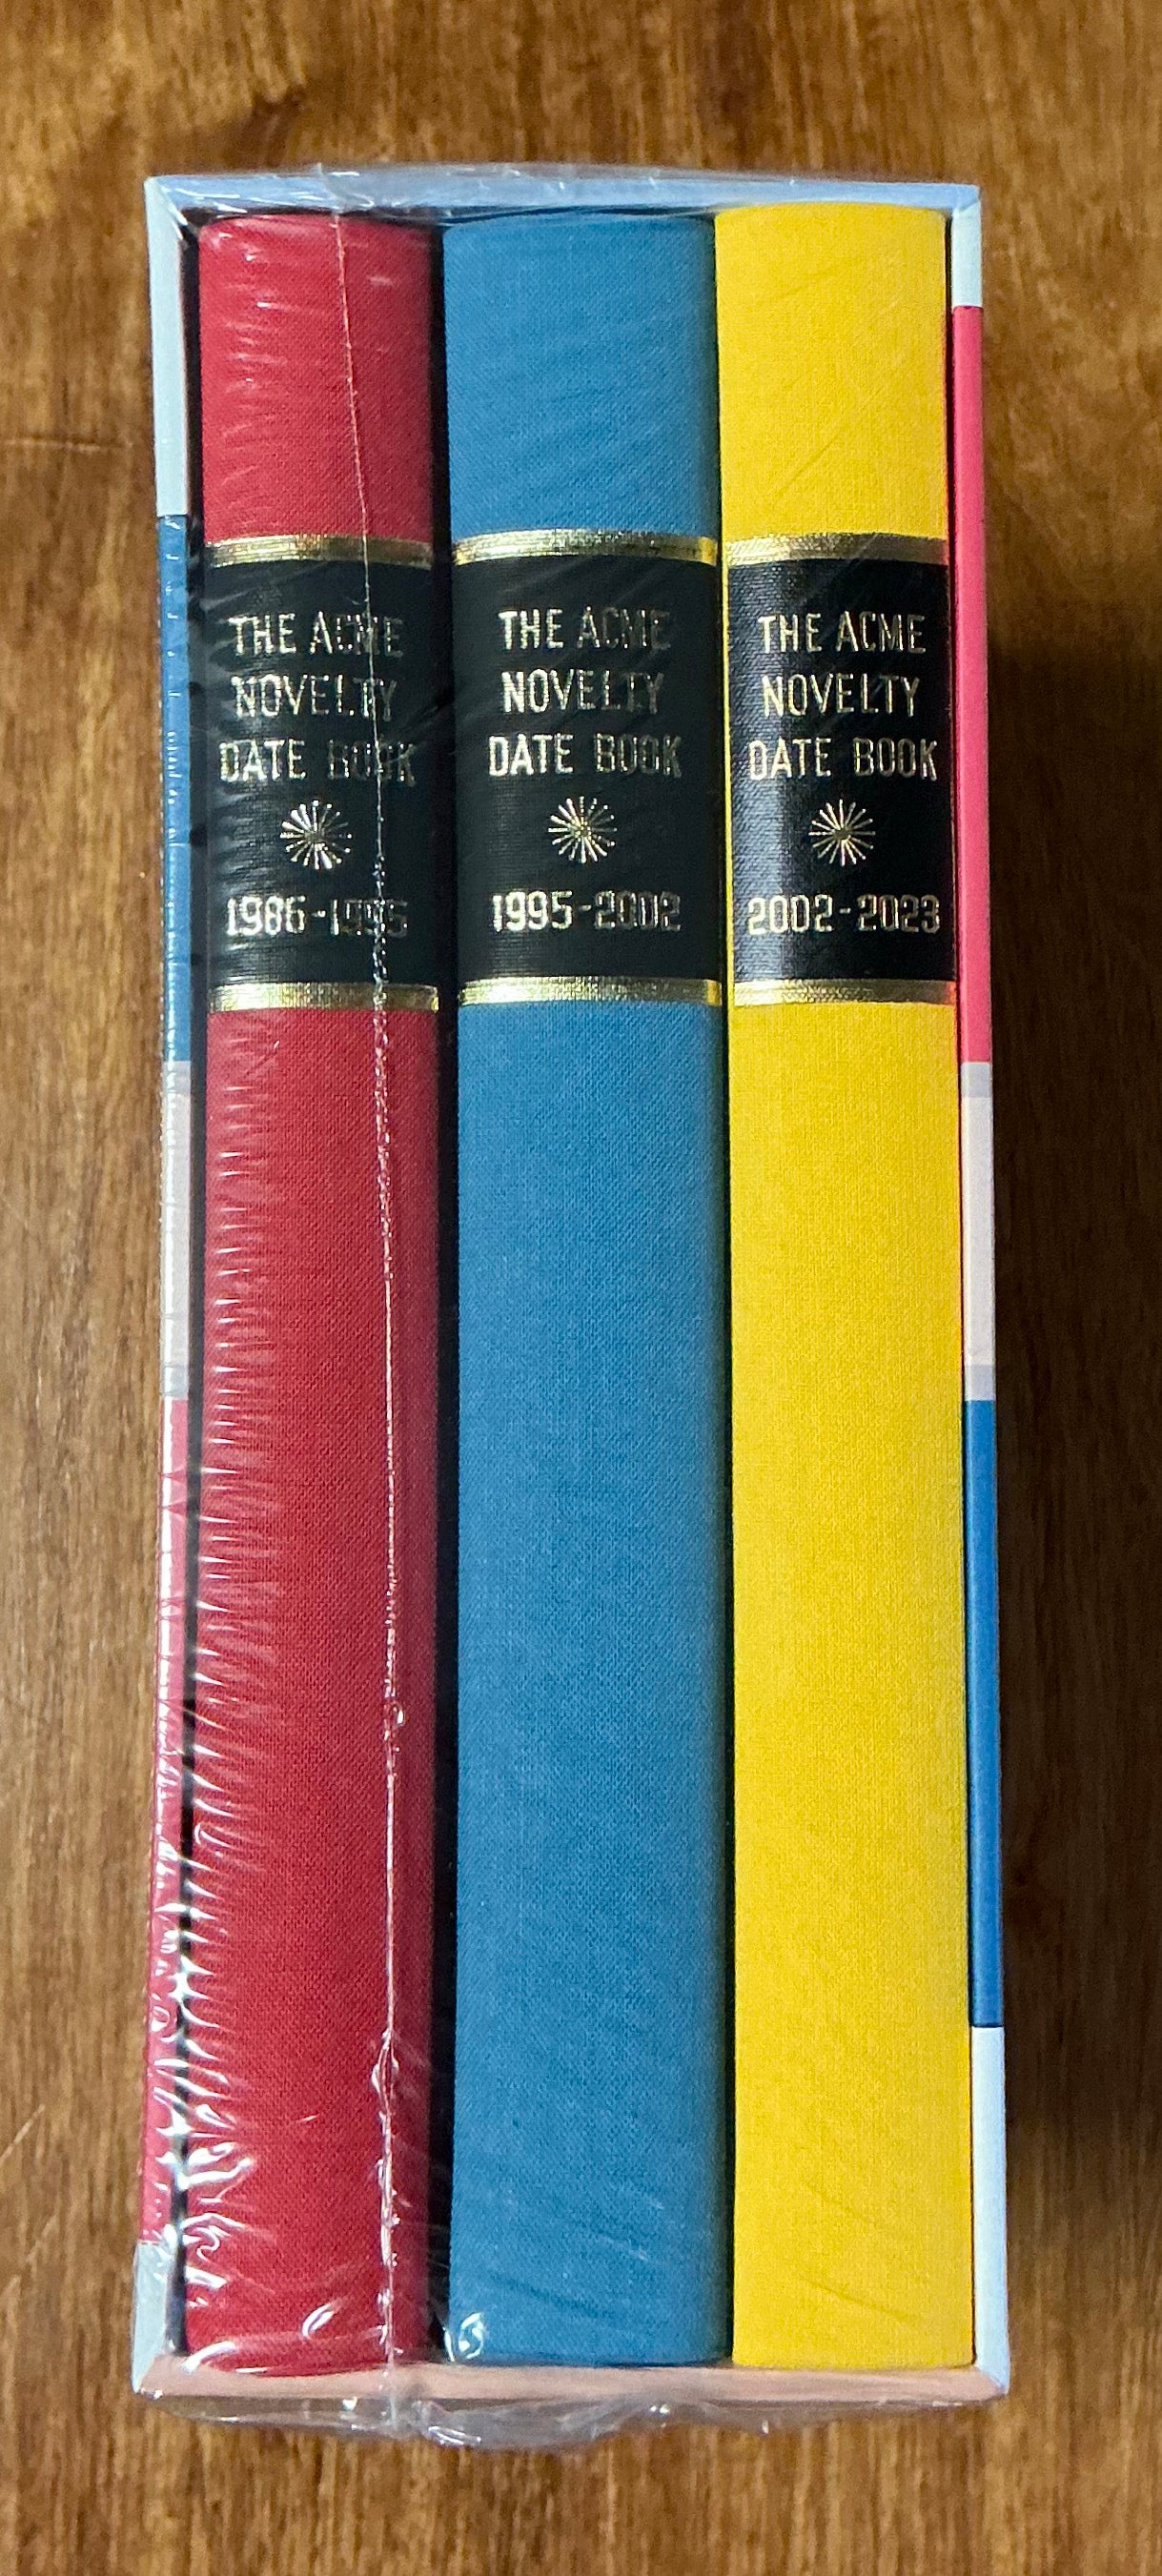 THE ACME
NOVELTY
DATE BOOK
1986-1995
THE ACME
NOVELTY
DATE BOOK
1995-2002
THE ACME
NOVELTY
DATE BOOK
2002-2023